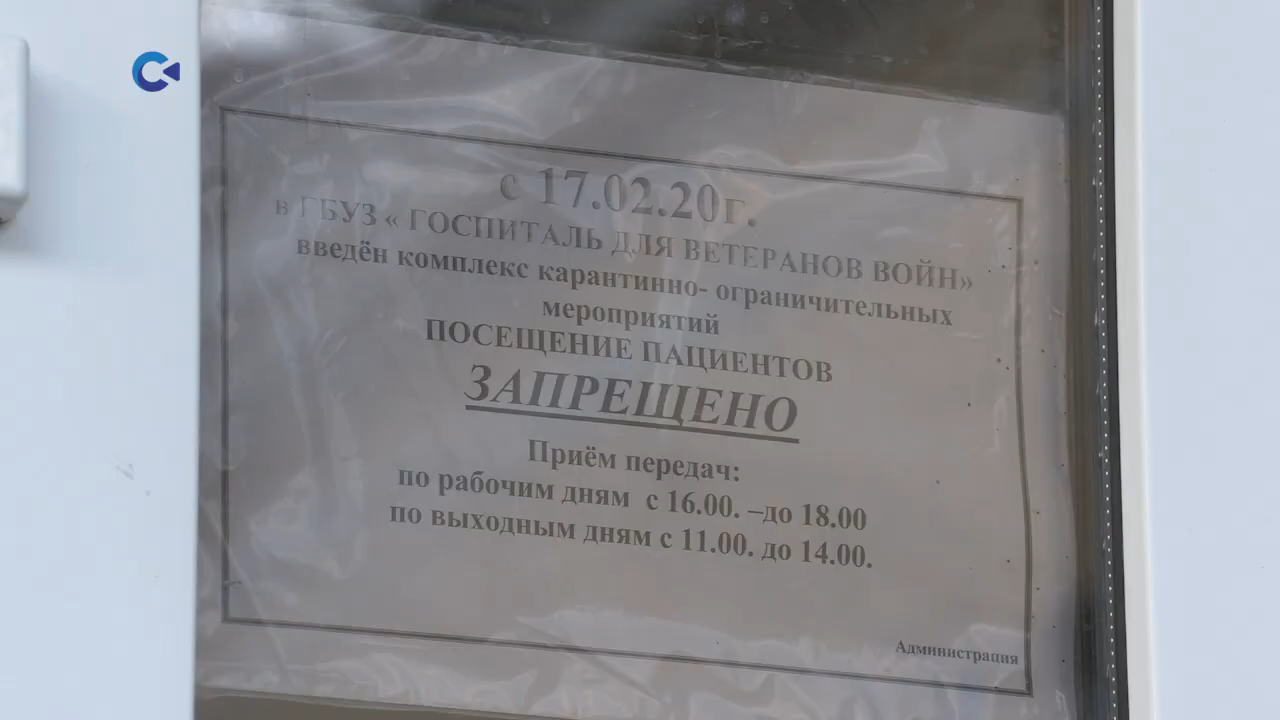 с 17.02.20г.
в ГБУЗ « ГОСПИТАЛЬ ДЛЯ ВЕТЕРАНОВ ВОЙН»
введён комплекс карантинно- ограничительных
мероприятий
ПОСЕЩЕНИЕ ПАЦИЕНТОВ
ЗАПРЕЩЕНО
Приём передач:
по рабочим дням с 16.00. –до 18.00
по выходным дням с 11.00. до 14.00.
Администрация